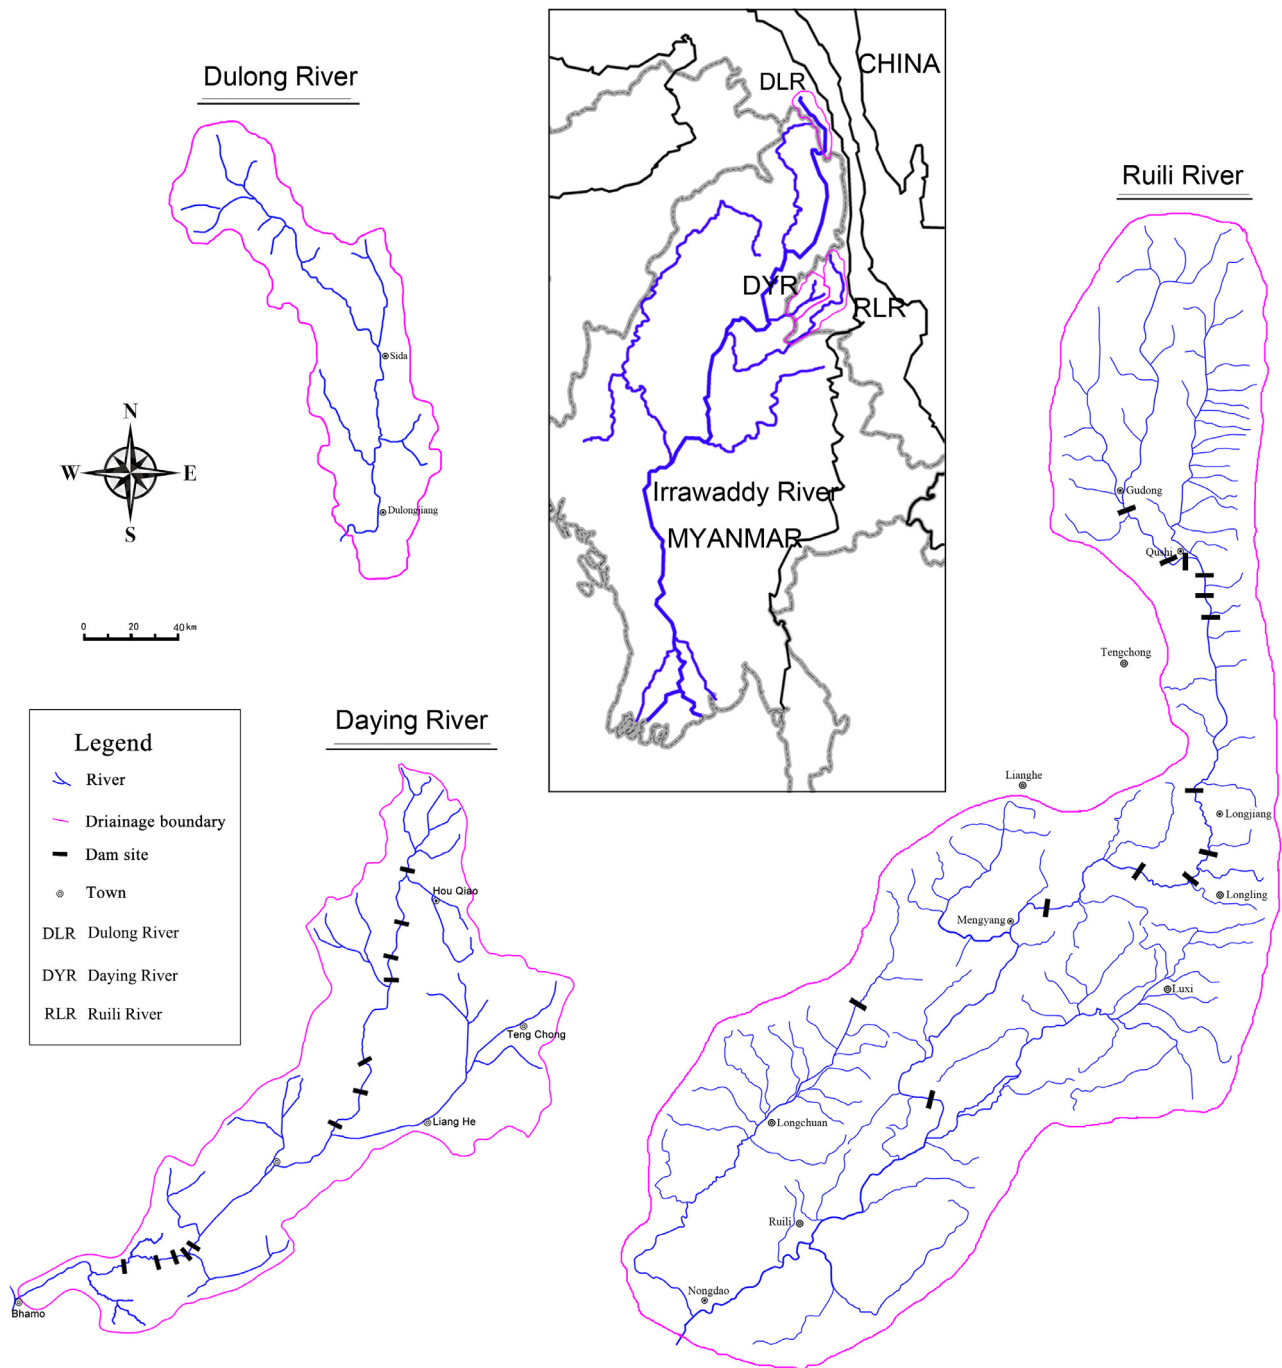 Dulong River
CHINA
DLR
Ruili River
DYR
RLR
Sida
N
W
E
S
Dulongjiang
Irrawaddy River
MYANMAR
0
20
40 km
Gudong
Qushi
Tengchong
Daying River
Lianghe
Longjiang
Longling
Mengyang
Luxi
Longchuan
Ruili
Nongdao
Legend
River
Driainage boundary
Dam site
Town
DLR Dulong River
DYR Daying River
RLR Ruili River
Hou Qiao
Teng Chong
Liang He
Bhamo